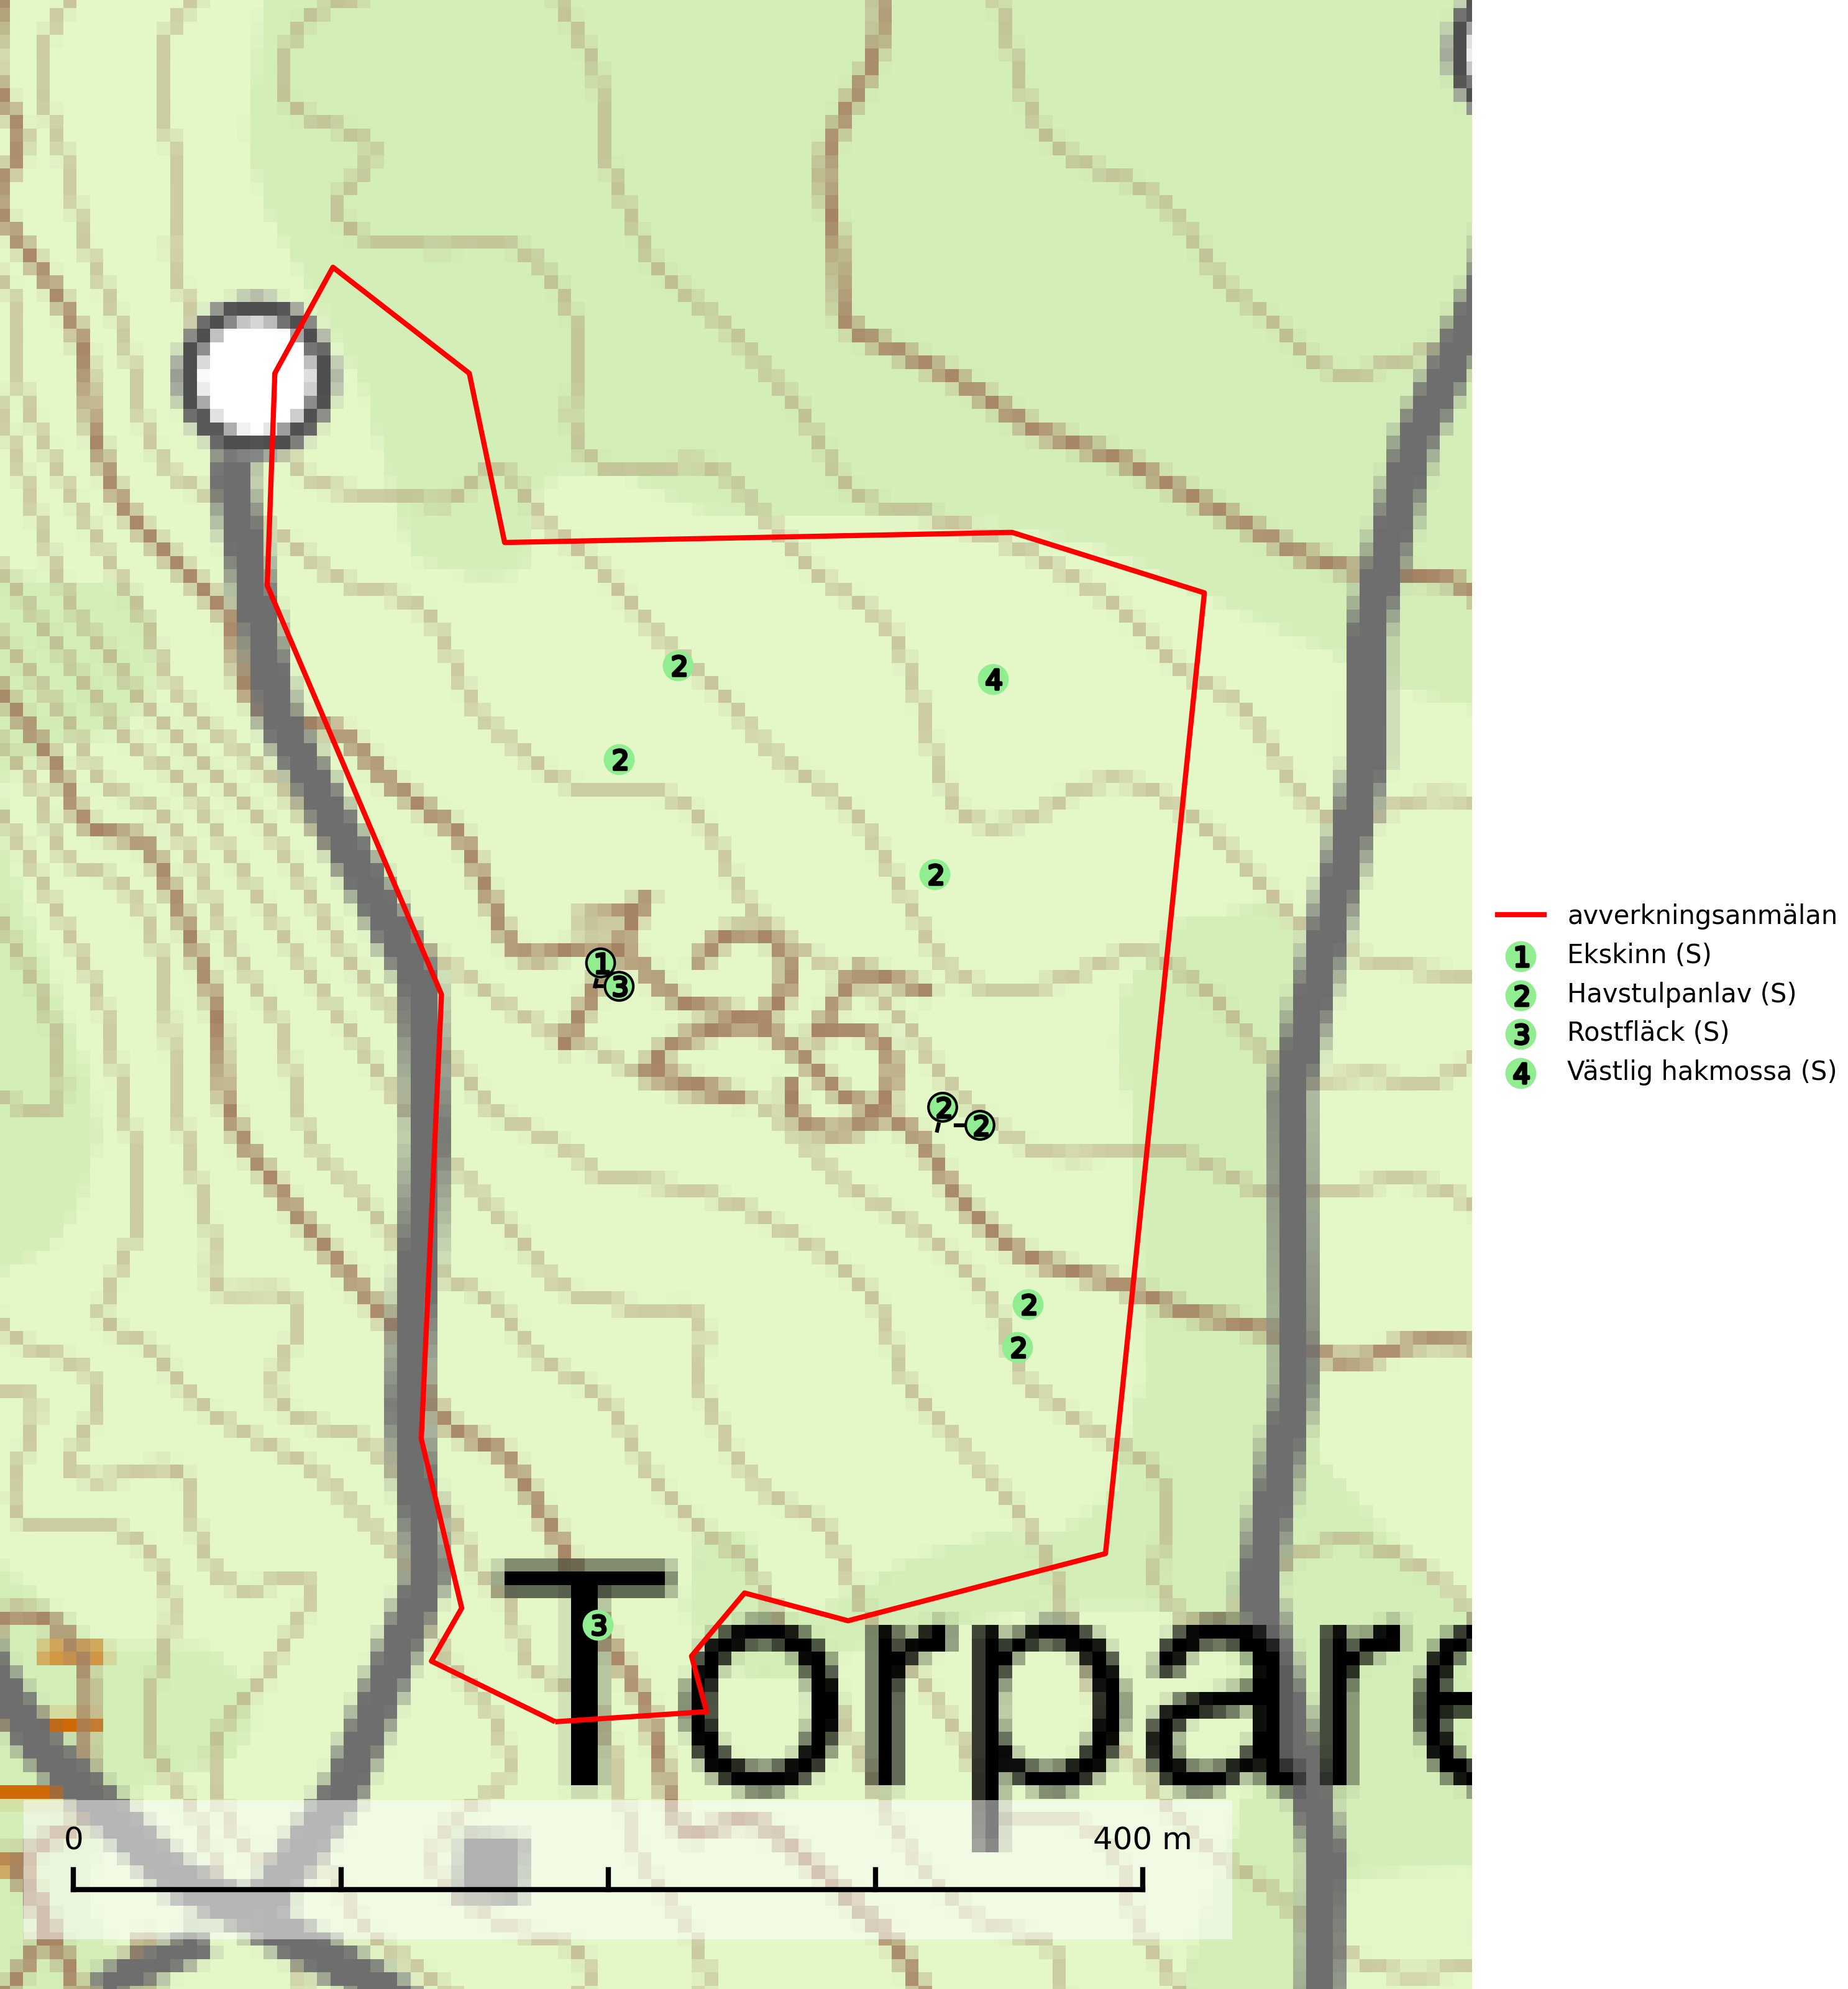 2
4
2
2
1
3
125
2
2
2
2
3
Torpare
0
400 m
avverkningsanmälan
1 Ekskinn (S)
2 Havstulpanlav (S)
3 Rostfläck (S)
4 Västlig hakmossa (S)